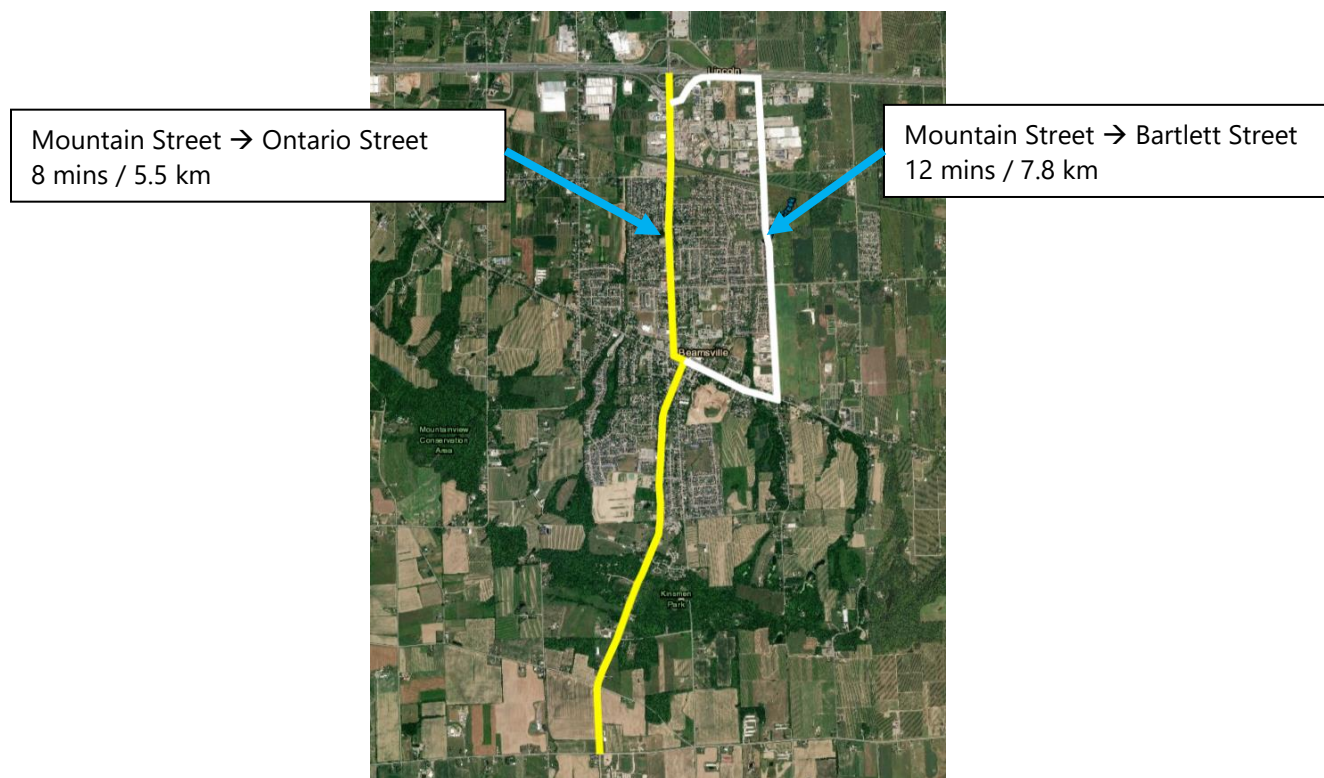 Lincoln
Mountain Street → Ontario Street
8 mins / 5.5 km
Mountain Street → Bartlett Street
12 mins / 7.8 km
Beamsville
Mountainview
Conservation
Area
Kinsmen
Park